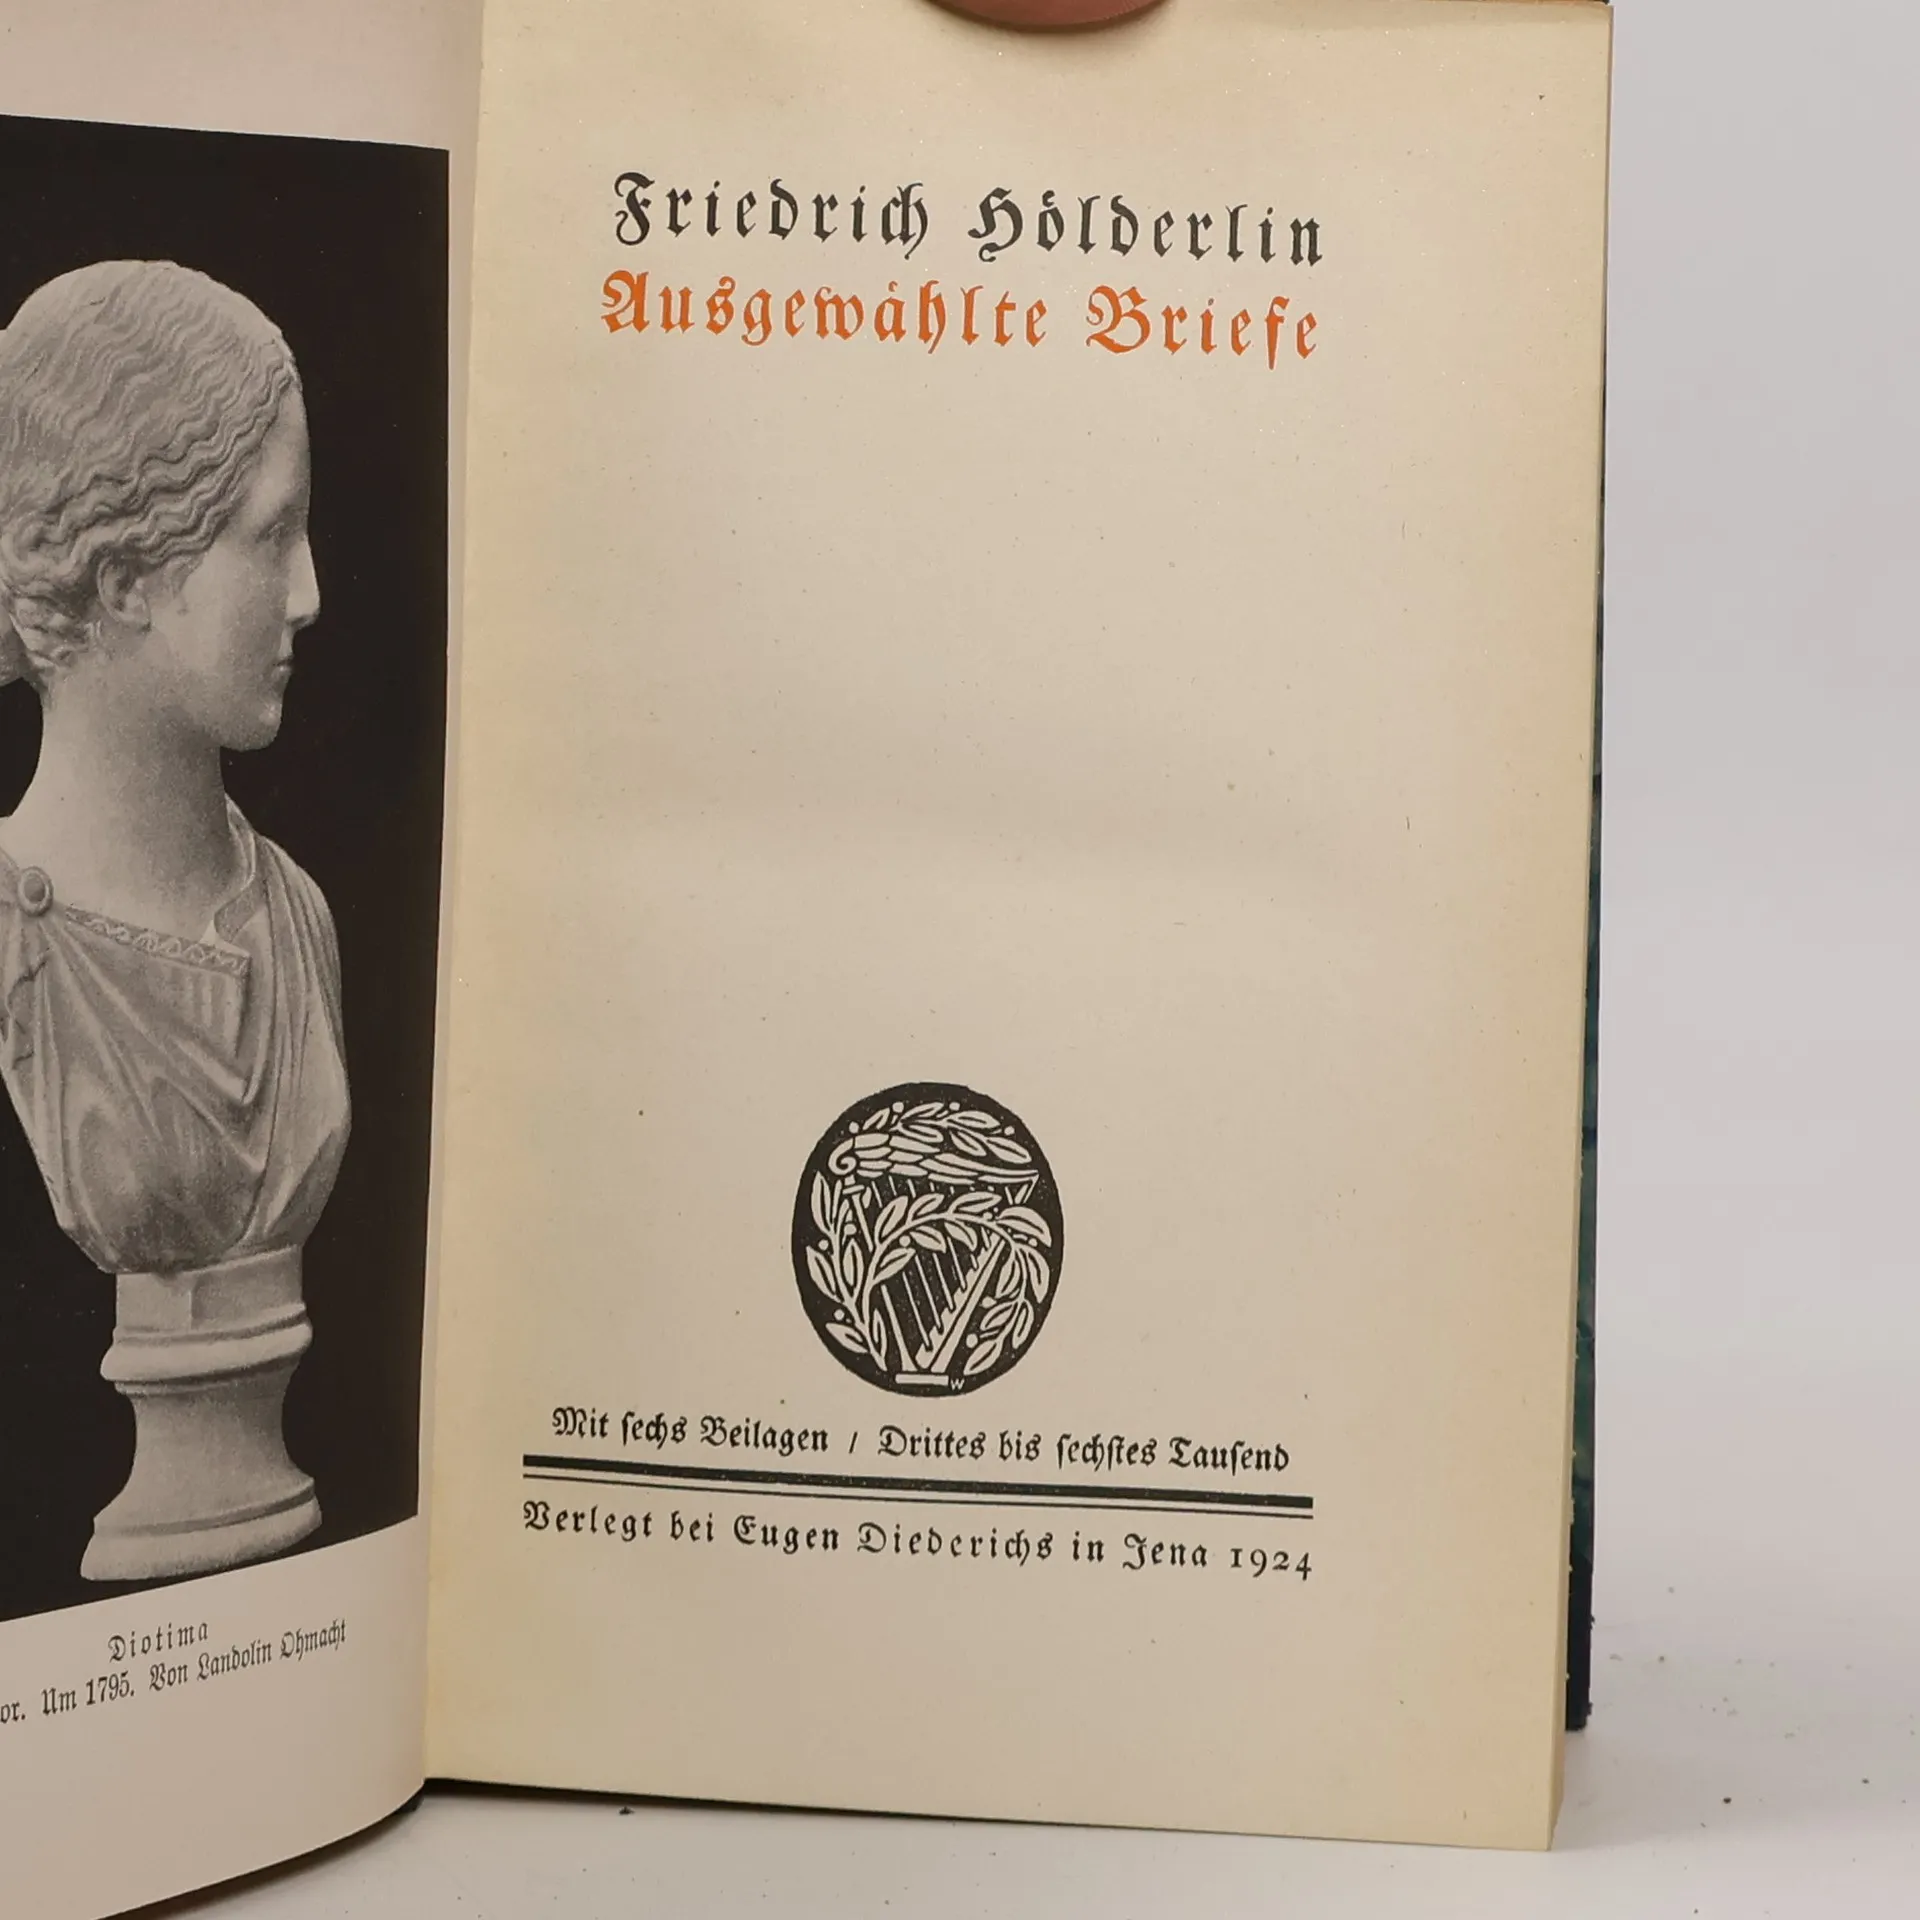 Friedrich Hölderlin
Ausgewählte Briefe
W
Mit ſechs Beilagen / Drittes bis ſechſtes Tauſend
Verlegt bei Eugen Diederichs in Jena 1924
Diotima
or. Um 1795. Von Landolin Ohmacht